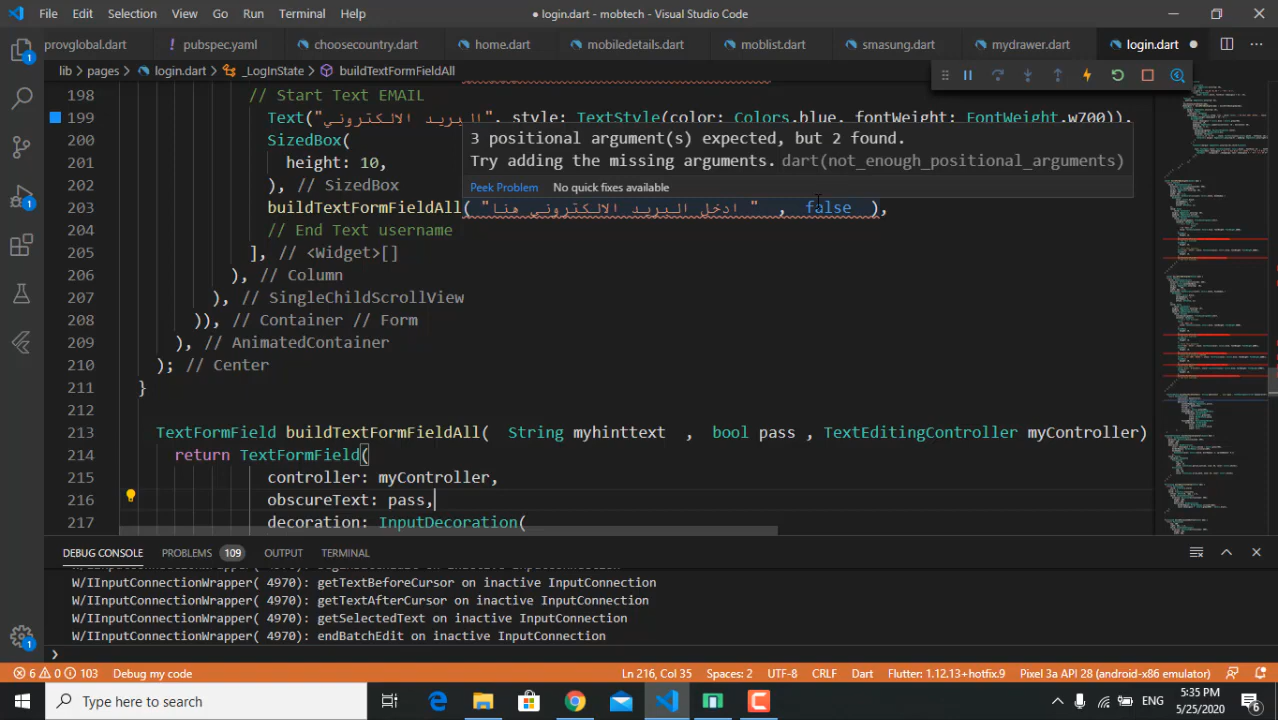 File Edit Selection View Go Run Terminal Help
● login.dart - mobtech - Visual Studio Code
provglobal.dart pubspec.yaml choosecountry.dart home.dart mobiledetails.dart moblist.dart smasung.dart mydrawer.dart login.dart ●
lib > pages > login.dart > _LogInState > buildTextFormFieldAll
198 // Start Text EMAIL
199 Text("البريد الالكتروني", style: TextStyle(color: Colors.blue, fontWeight: FontWeight.w700)),
200 SizedBox(
3 positional argument(s) expected, but 2 found.
201 height: 10,
Try adding the missing arguments. dart(not_enough_positional_arguments)
202 ), // SizedBox
Peek Problem No quick fixes available
203 buildTextFormFieldAll( "ادخل البريد الالكتروني هنا " , false ),
204 // End Text username
205 ], // <Widget>[]
206 ), // Column
207 ), // SingleChildScrollView
208 )), // Container // Form
209 ), // AnimatedContainer
210 ); // Center
211 }
212
213 TextFormField buildTextFormFieldAll( String myhinttext , bool pass , TextEditingController myController)
214 return TextFormField(
215 controller: myController,
216 obscureText: pass,
217 decoration: InputDecoration(
DEBUG CONSOLE PROBLEMS 109 OUTPUT TERMINAL
W/IInputConnectionWrapper( 4970): getTextBeforeCursor on inactive InputConnection
W/IInputConnectionWrapper( 4970): getTextAfterCursor on inactive InputConnection
W/IInputConnectionWrapper( 4970): getSelectedText on inactive InputConnection
W/IInputConnectionWrapper( 4970): endBatchEdit on inactive InputConnection
>
6 0 103 Debug my code Ln 216, Col 35 Spaces: 2 UTF-8 CRLF Dart Flutter: 1.12.13+hotfix.9 Pixel 3a API 28 (android-x86 emulator)
Type here to search
ENG
5:35 PM
5/25/2020
6